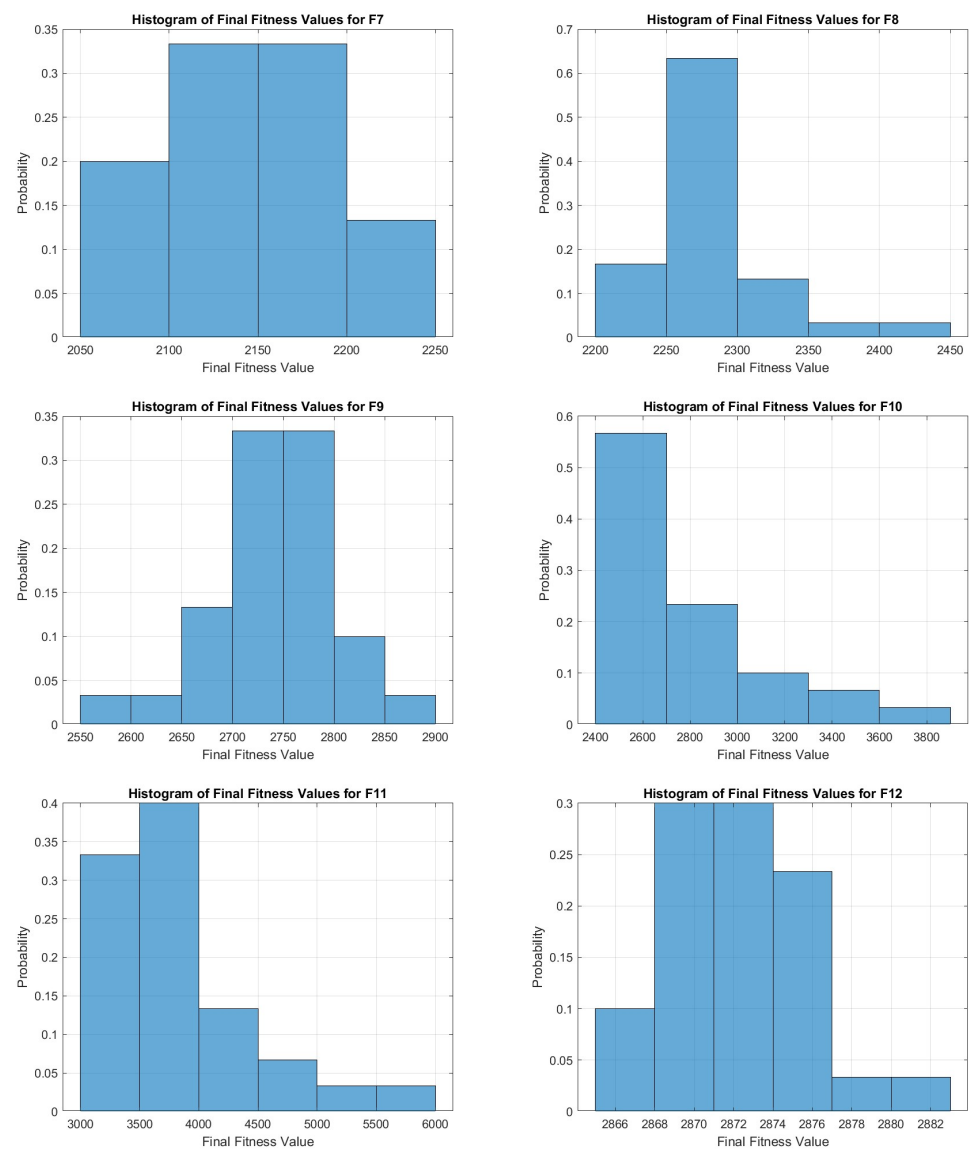 Histogram of Final Fitness Values for F7
0.35
0.3
0.25
0.2
0.15
0.1
0.05
0
Probability
2050 2100 2150 2200 2250
Final Fitness Value
Histogram of Final Fitness Values for F8
0.7
0.6
0.5
0.4
0.3
0.2
0.1
0
Probability
2200 2250 2300 2350 2400 2450
Final Fitness Value
Histogram of Final Fitness Values for F9
0.35
0.3
0.25
0.2
0.15
0.1
0.05
0
Probability
2550 2600 2650 2700 2750 2800 2850 2900
Final Fitness Value
Histogram of Final Fitness Values for F10
0.6
0.5
0.4
0.3
0.2
0.1
0
Probability
2400 2600 2800 3000 3200 3400 3600 3800
Final Fitness Value
Histogram of Final Fitness Values for F11
0.4
0.35
0.3
0.25
0.2
0.15
0.1
0.05
0
Probability
3000 3500 4000 4500 5000 5500 6000
Final Fitness Value
Histogram of Final Fitness Values for F12
0.3
0.25
0.2
0.15
0.1
0.05
0
Probability
2866 2868 2870 2872 2874 2876 2878 2880 2882
Final Fitness Value